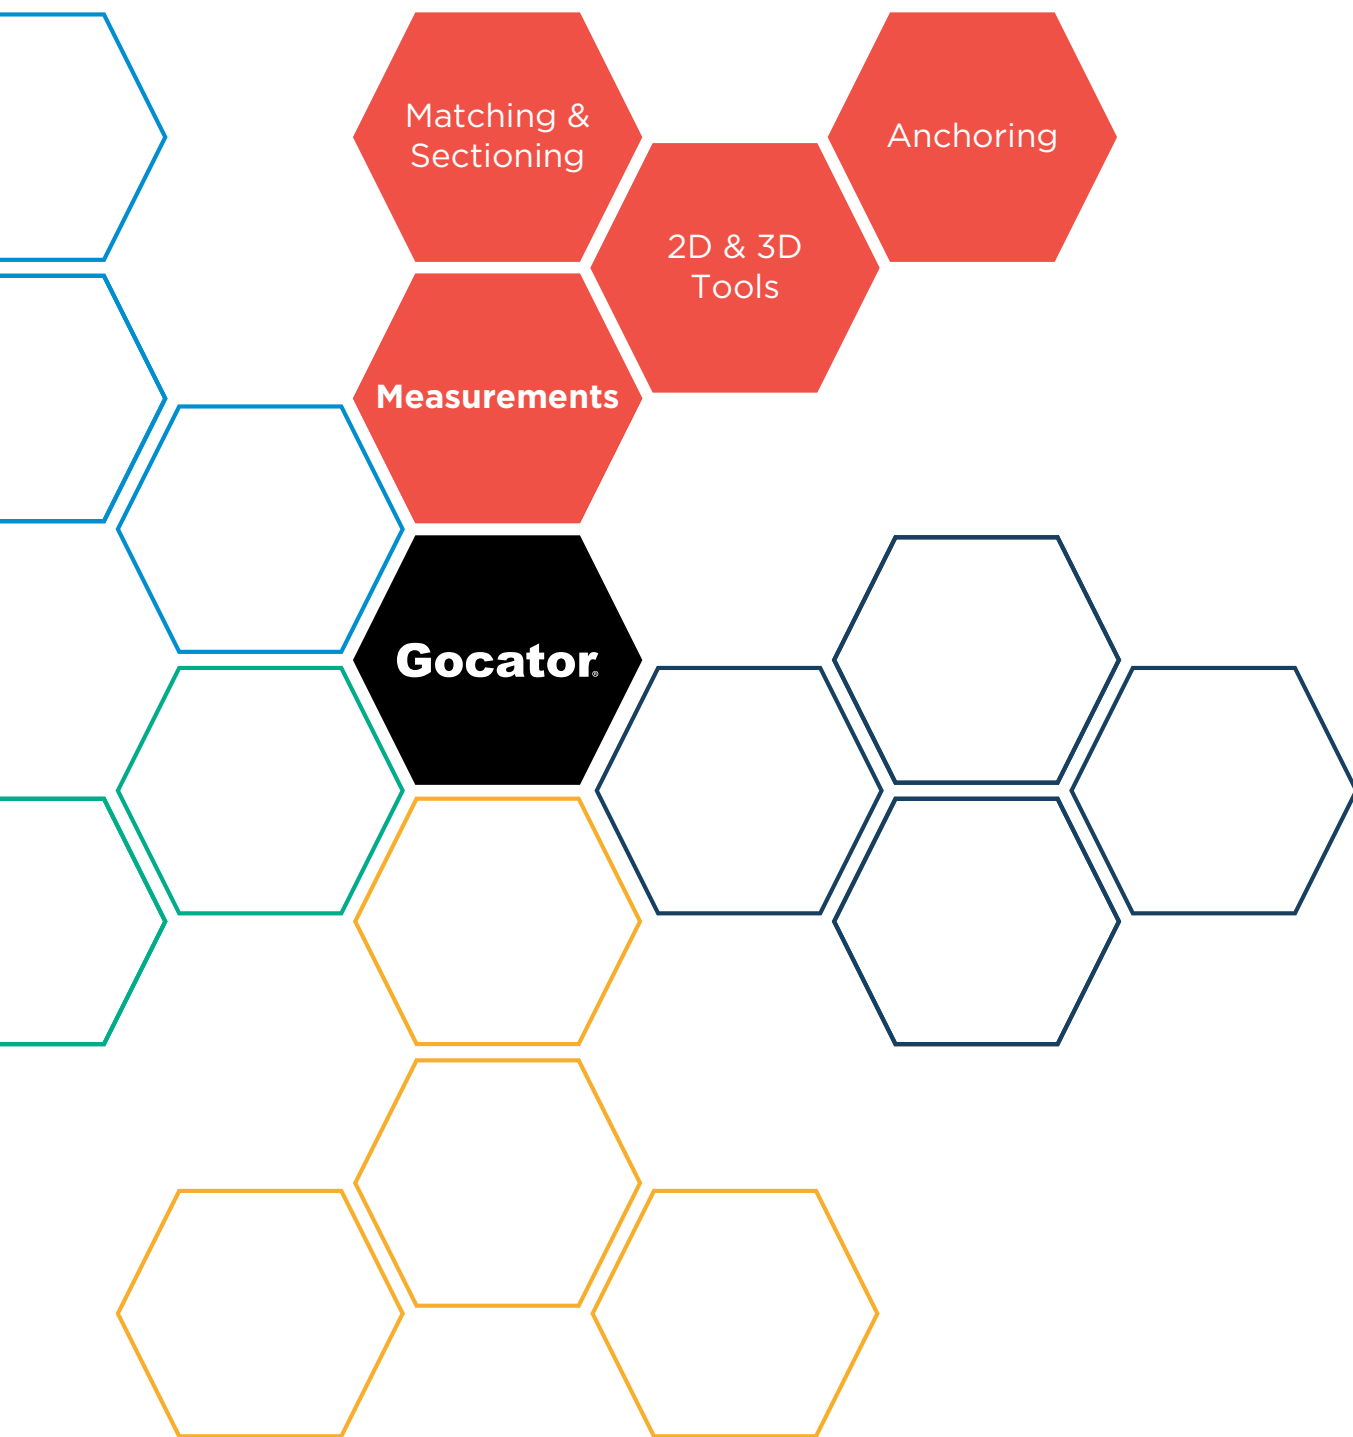 Matching &
Sectioning
Anchoring
2D & 3D
Tools
Measurements
Gocator®